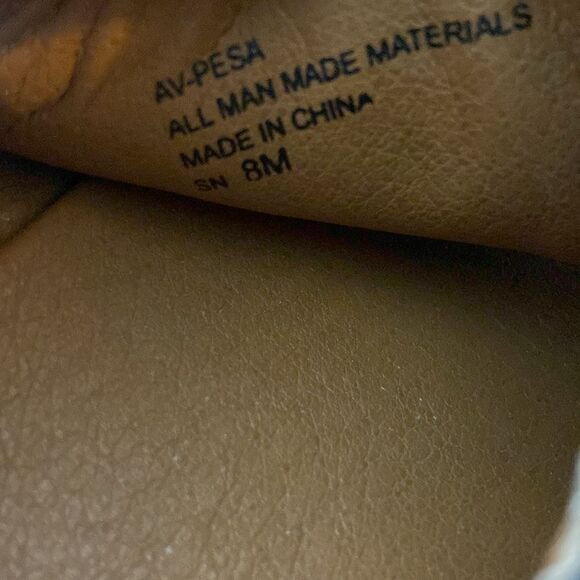 AV-PESA
ALL MAN MADE MATERIALS
MADE IN CHINA
SN 8M